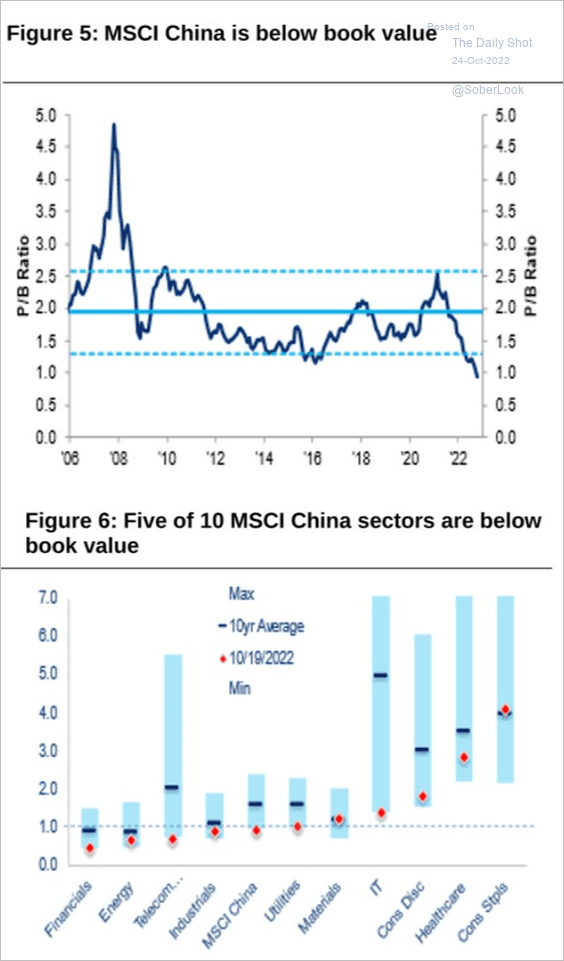 Figure 5: MSCI China is below book value
Posted on
The Daily Shot
24-Oct-2022
@SoberLook
5.0
4.5
4.0
3.5
3.0
2.5
2.0
1.5
1.0
0.5
0.0
P/B Ratio
5.0
4.5
4.0
3.5
3.0
2.5
2.0
1.5
1.0
0.5
0.0
P/B Ratio
'06 '08 '10 '12 '14 '16 '18 '20 '22
Figure 6: Five of 10 MSCI China sectors are below
book value
7.0
6.0
5.0
4.0
3.0
2.0
1.0
0.0
Max
10yr Average
10/19/2022
Min
Financials
Energy
Telecom...
Industrials
MSCI China
Utilities
Materials
IT
Cons Disc
Healthcare
Cons Stpls